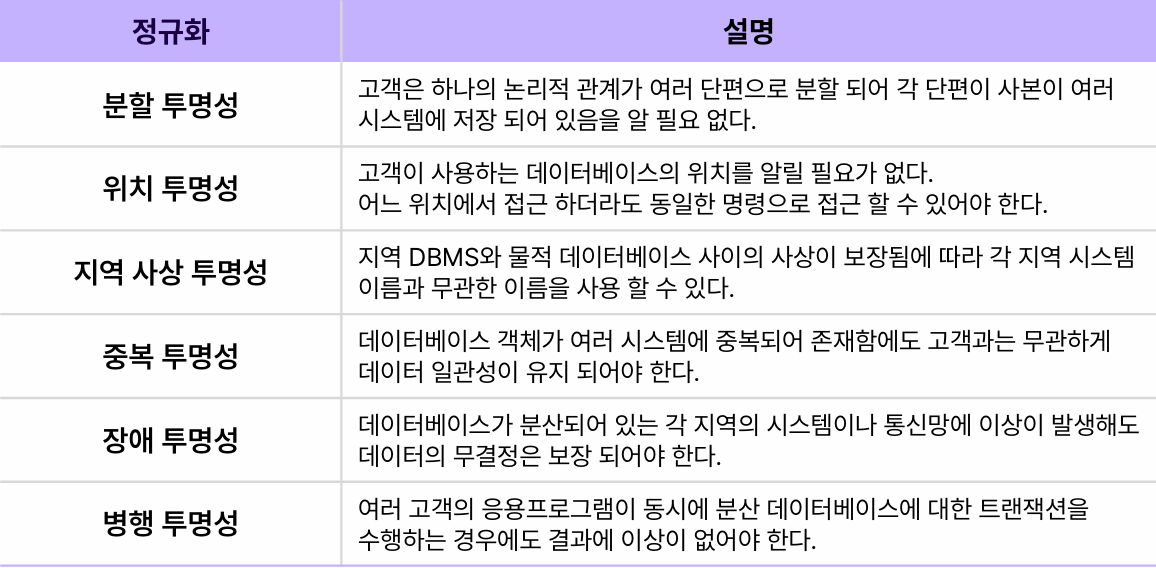 정규화
설명
분할 투명성
고객은 하나의 논리적 관계가 여러 단편으로 분할 되어 각 단편이 사본이 여러
시스템에 저장 되어 있음을 알 필요 없다.
위치 투명성
고객이 사용하는 데이터베이스의 위치를 알릴 필요가 없다.
어느 위치에서 접근 하더라도 동일한 명령으로 접근 할 수 있어야 한다.
지역 사상 투명성
지역 DBMS와 물적 데이터베이스 사이의 사상이 보장됨에 따라 각 지역 시스템
이름과 무관한 이름을 사용 할 수 있다.
중복 투명성
데이터베이스 객체가 여러 시스템에 중복되어 존재함에도 고객과는 무관하게
데이터 일관성이 유지 되어야 한다.
장애 투명성
데이터베이스가 분산되어 있는 각 지역의 시스템이나 통신망에 이상이 발생해도
데이터의 무결정은 보장 되어야 한다.
병행 투명성
여러 고객의 응용프로그램이 동시에 분산 데이터베이스에 대한 트랜잭션을
수행하는 경우에도 결과에 이상이 없어야 한다.